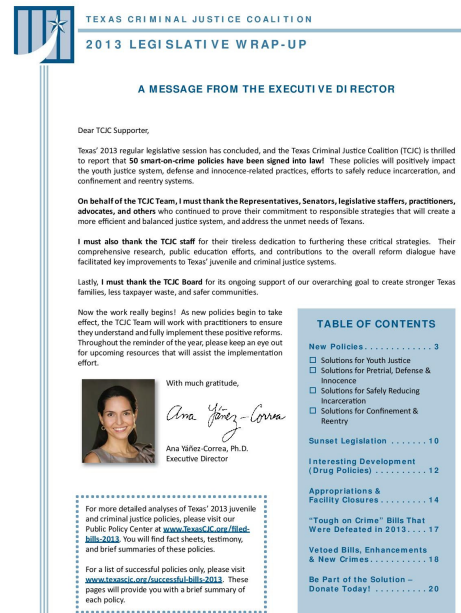 TEXAS CRIMINAL JUSTICE COALITION
2013 LEGISLATIVE WRAP-UP
A MESSAGE FROM THE EXECUTIVE DIRECTOR
Dear TCJC Supporter,
Texas' 2013 regular legislative session has concluded, and the Texas Criminal Justice Coalition (TCJC) is thrilled
to report that 50 smart-on-crime policies have been signed into law! These policies will positively impact
the youth justice system, defense and innocence-related practices, efforts to safely reduce incarceration, and
confinement and reentry systems.
On behalf of the TCJC Team, I must thank the Representatives, Senators, legislative staffers, practitioners,
advocates, and others who continued to prove their commitment to responsible strategies that will create a
more efficient and balanced justice system, and address the unmet needs of Texans.
I must also thank the TCJC staff for their tireless dedication to furthering these critical strategies. Their
comprehensive research, public education efforts, and contributions to the overall reform dialogue have
facilitated key improvements to Texas' juvenile and criminal justice systems.
Lastly, I must thank the TCJC Board for its ongoing support of our overarching goal to create stronger Texas
families, less taxpayer waste, and safer communities.
Now the work really begins! As new policies begin to take
effect, the TCJC Team will work with practitioners to ensure
they understand and fully implement these positive reforms.
Throughout the reminder of the year, please keep an eye out
for upcoming resources that will assist the implementation
effort.
With much gratitude,
Ana Yáñez-Correa
Ana Yáñez-Correa, Ph.D.
Executive Director
For more detailed analyses of Texas' 2013 juvenile
and criminal justice policies, please visit our
Public Policy Center at www.TexasCJC.org/filed-
bills-2013. You will find fact sheets, testimony,
and brief summaries of these policies.
For a list of successful policies only, please visit
www.texascjc.org/successful-bills-2013. These
pages will provide you with a brief summary of
each policy.
TABLE OF CONTENTS
New Policies . . . . . . . . . . . . 3
☐ Solutions for Youth Justice
☐ Solutions for Pretrial, Defense &
Innocence
☐ Solutions for Safely Reducing
Incarceration
☐ Solutions for Confinement &
Reentry
Sunset Legislation . . . . . . . 10
Interesting Development
(Drug Policies) . . . . . . . . . . 12
Appropriations &
Facility Closures . . . . . . . . . 14
"Tough on Crime" Bills That
Were Defeated in 2013 . . . . 17
Vetoed Bills, Enhancements
& New Crimes . . . . . . . . . . . 18
Be Part of the Solution –
Donate Today! . . . . . . . . . . 20